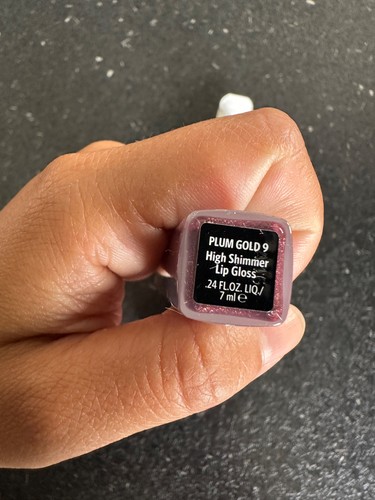 PLUM GOLD 9
High Shimmer
Lip Gloss
.24 FL.OZ. LIQ./
7 ml ℮